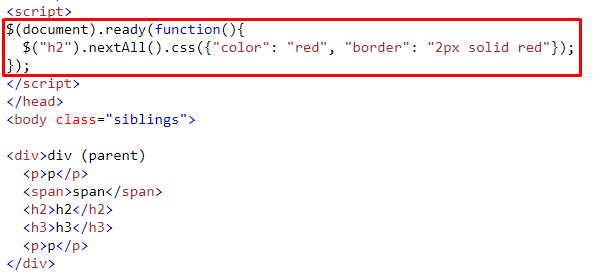 <script>
$(document).ready(function(){
  $("h2").nextAll().css({"color": "red", "border": "2px solid red"});
});
</script>
</head>
<body class="siblings">

<div>div (parent)
  <p>p</p>
  <span>span</span>
  <h2>h2</h2>
  <h3>h3</h3>
  <p>p</p>
</div>